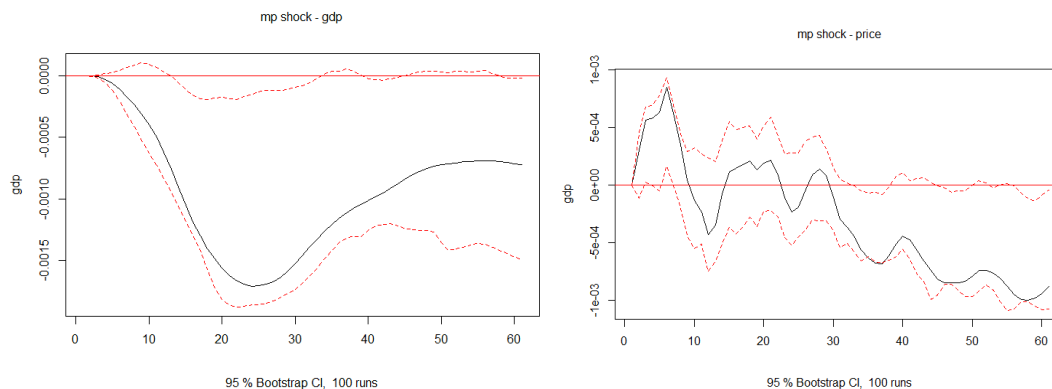 mp shock - gdp
gdp
0.0000
-0.0005
-0.0010
-0.0015
0 10 20 30 40 50 60
95 % Bootstrap CI, 100 runs
mp shock - price
gdp
1e-03
5e-04
0e+00
-5e-04
-1e-03
0 10 20 30 40 50 60
95 % Bootstrap CI, 100 runs